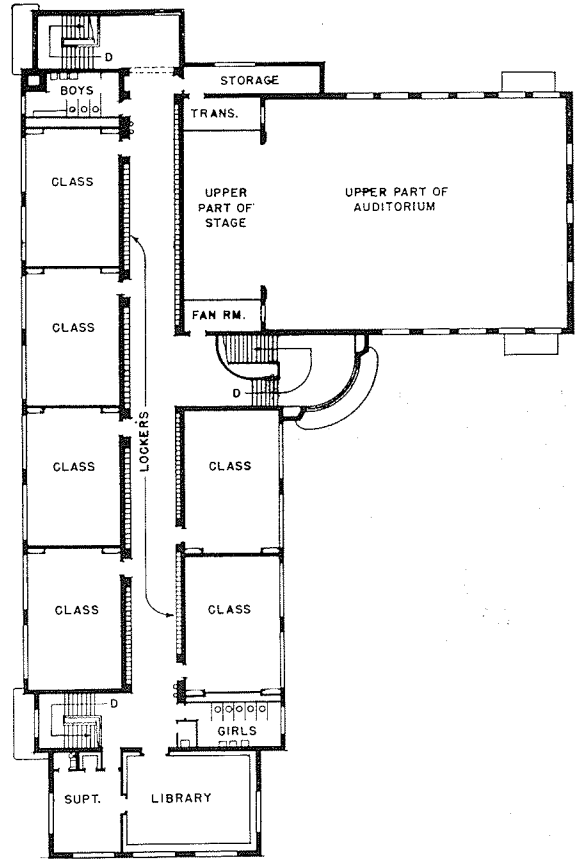 D
STORAGE
BOYS
TRANS.
CLASS
UPPER
PART OF
STAGE
UPPER PART OF
AUDITORIUM
FAN RM.
CLASS
D
LOCKERS
CLASS
CLASS
CLASS
CLASS
D
GIRLS
SUPT.
LIBRARY